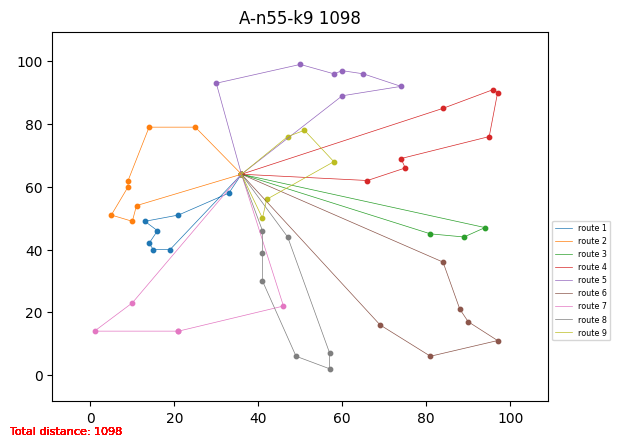 A-n55-k9 1098
100
80
60
40
20
0
0 20 40 60 80 100
route 1
route 2
route 3
route 4
route 5
route 6
route 7
route 8
route 9
Total distance: 1098